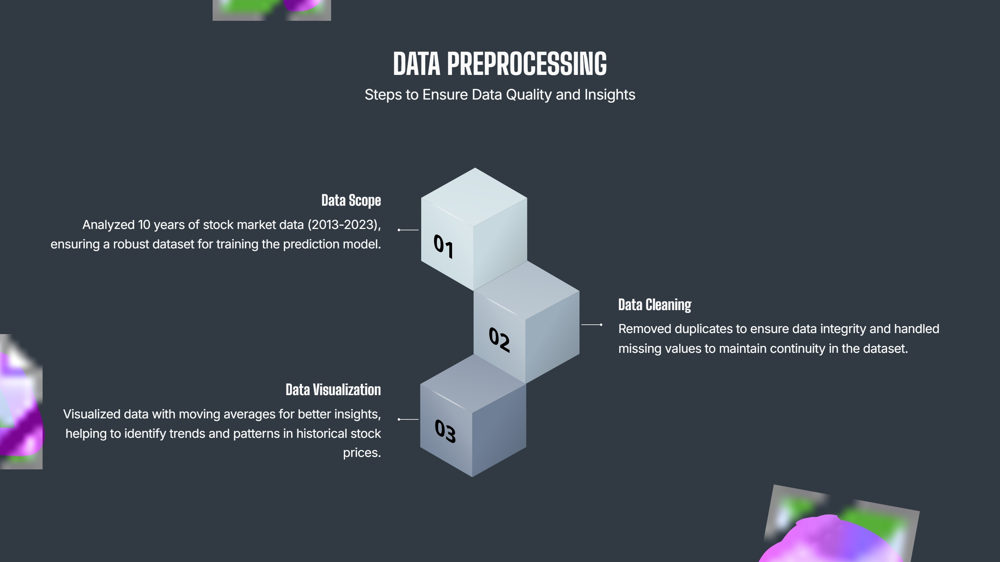 DATA PREPROCESSING
Steps to Ensure Data Quality and Insights
Data Scope
Analyzed 10 years of stock market data (2013-2023),
ensuring a robust dataset for training the prediction model.
01
02
Data Cleaning
Removed duplicates to ensure data integrity and handled
missing values to maintain continuity in the dataset.
Data Visualization
Visualized data with moving averages for better insights,
helping to identify trends and patterns in historical stock
prices.
03